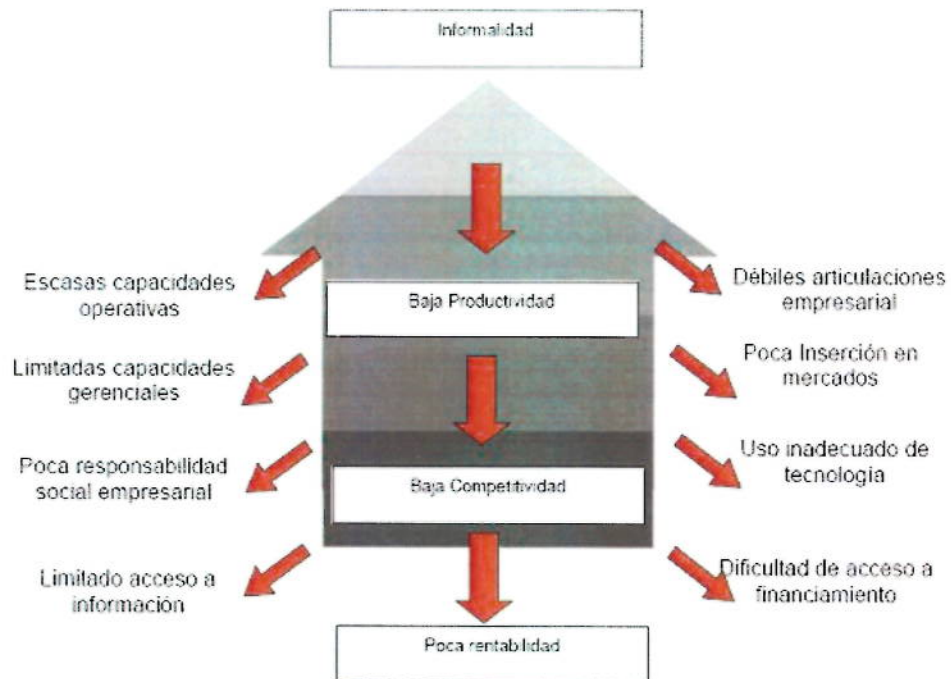 Informalidad
Escasas capacidades
operativas
Débiles articulaciones
empresarial
Baja Productividad
Limitadas capacidades
gerenciales
Poca Inserción en
mercados
Poca responsabilidad
social empresarial
Uso inadecuado de
tecnología
Baja Competitividad
Limitado acceso a
información
Dificultad de acceso a
financiamiento
Poca rentabilidad